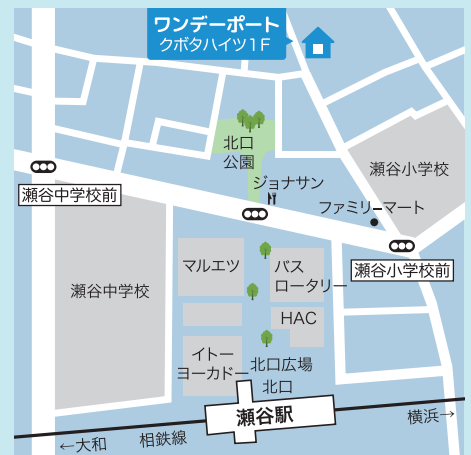 ワンデーポート
クボタハイツ1F
北口
公園
瀬谷小学校
ジョナサン
瀬谷中学校前
ファミリーマート
瀬谷小学校前
マルエツ
バス
ロータリー
瀬谷中学校
HAC
イトー
ヨーカドー
北口広場
北口
瀬谷駅
横浜→
相鉄線
←大和